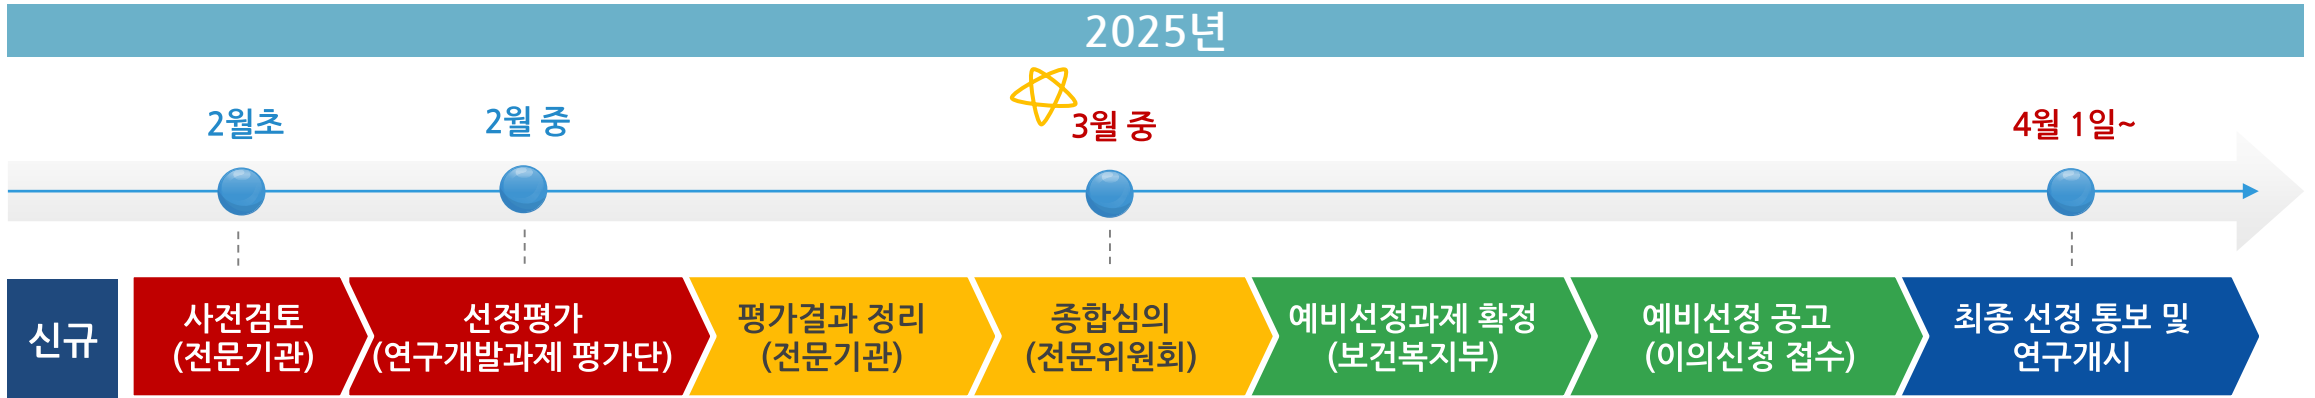 2025년
2월초
2월 중
3월 중
4월 1일~
신규
사전검토
(전문기관)
선정평가
(연구개발과제 평가단)
평가결과 정리
(전문기관)
종합심의
(전문위원회)
예비선정과제 확정
(보건복지부)
예비선정 공고
(이의신청 접수)
최종 선정 통보 및
연구개시